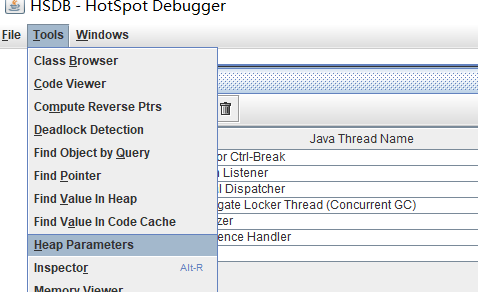 HSDB - HotSpot Debugger
File Tools Windows
Class Browser
Code Viewer
Compute Reverse Ptrs
Deadlock Detection
Find Object by Query
Find Pointer
Find Value In Heap
Find Value In Code Cache
Heap Parameters
Inspector Alt-R
Memory Viewer
Java Thread Name
or Ctrl-Break
Listener
l Dispatcher
gate Locker Thread (Concurrent GC)
zer
ence Handler